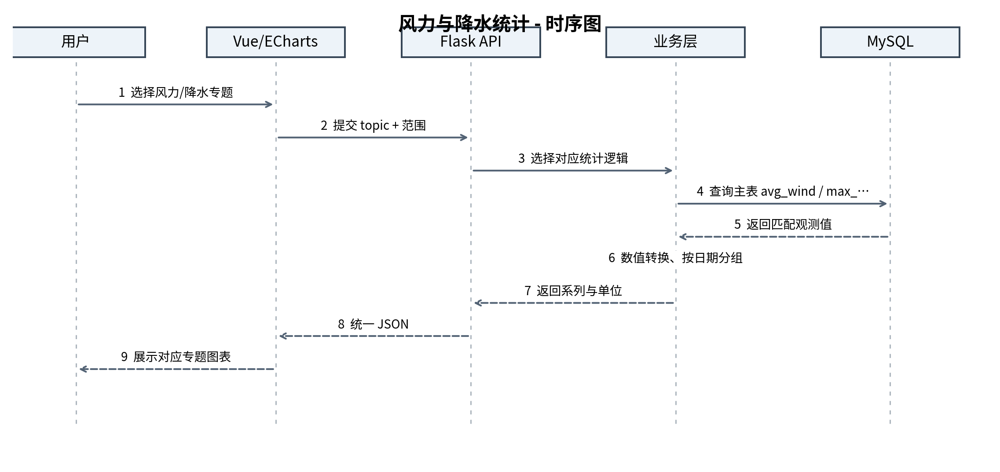 风力与降水统计 - 时序图
用户
Vue/ECharts
Flask API
业务层
MySQL
1 选择风力/降水专题
2 提交 topic + 范围
3 选择对应统计逻辑
4 查询主表 avg_wind / max_…
5 返回匹配观测值
6 数值转换、按日期分组
7 返回系列与单位
8 统一 JSON
9 展示对应专题图表